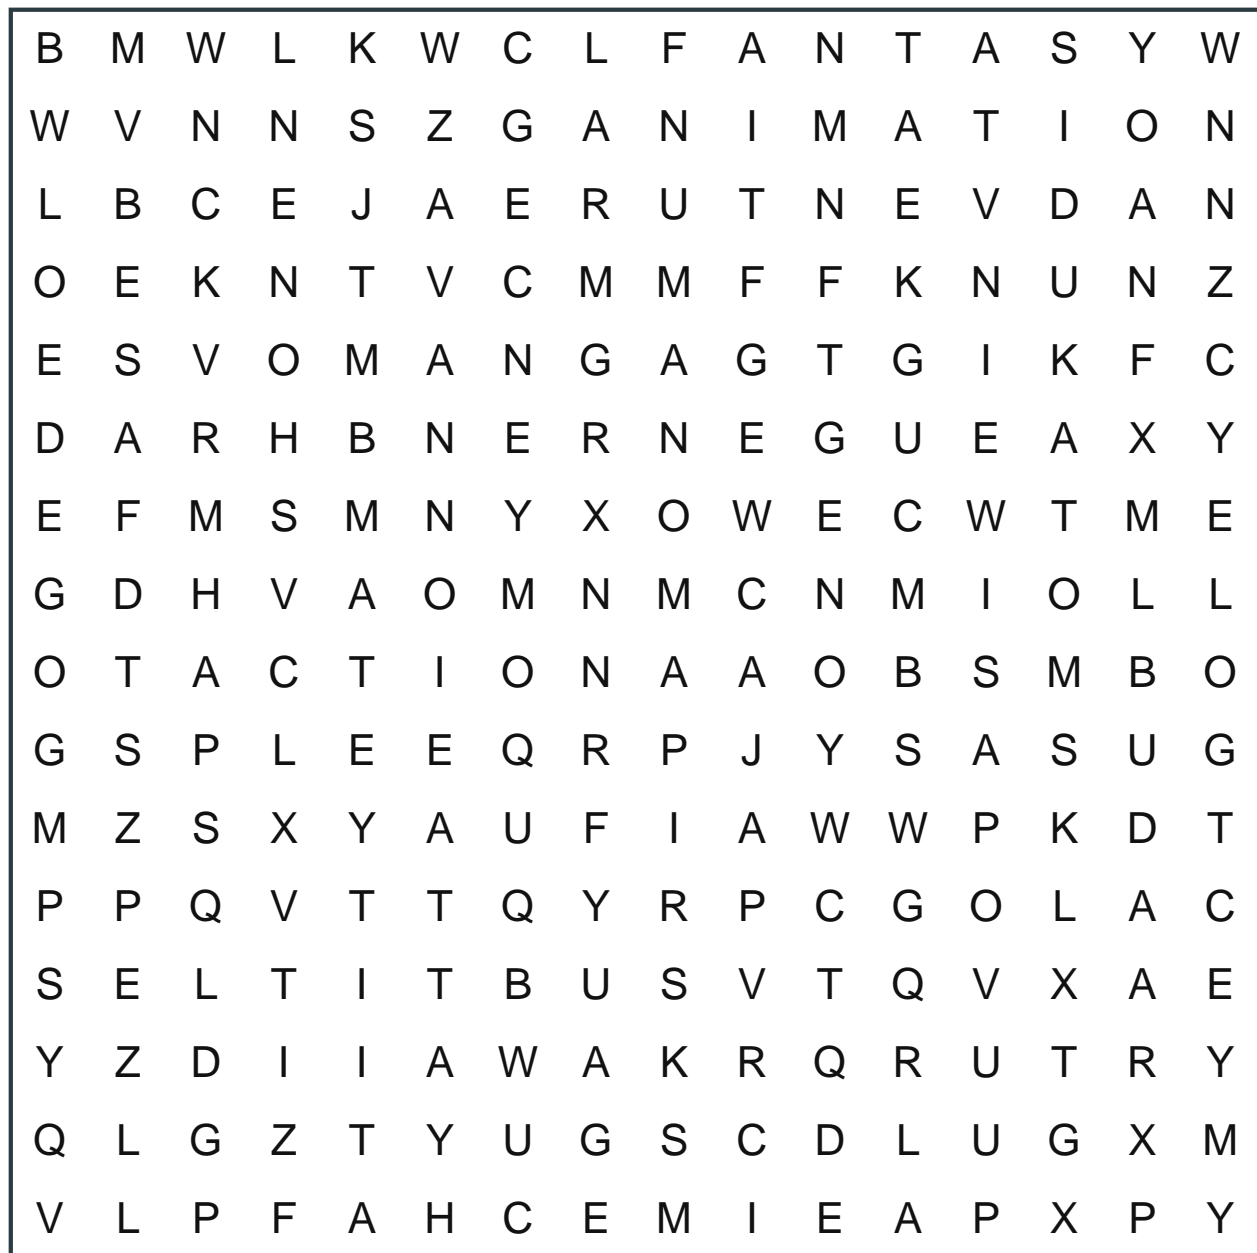 B M W L K W C L F A N T A S Y W
W V N N S Z G A N I M A T I O N
L B C E J A E R U T N E V D A N
O E K N T V C M M F F K N U N Z
E S V O M A N G A G T G I K F C
D A R H B N E R N E G U E A X Y
E F M S M N Y X O W E C W T M E
G D H V A O M N M C N M I O L L
O T A C T I O N A A O B S M B O
G S P L E E Q R P J Y S A S U G
M Z S X Y A U F I A W W P K D T
P P Q V T T Q Y R P C G O L A C
S E L T I T B U S V T Q V X A E
Y Z D I I A W A K R Q R U T R Y
Q L G Z T Y U G S C D L U G X M
V L P F A H C E M I E A P X P Y